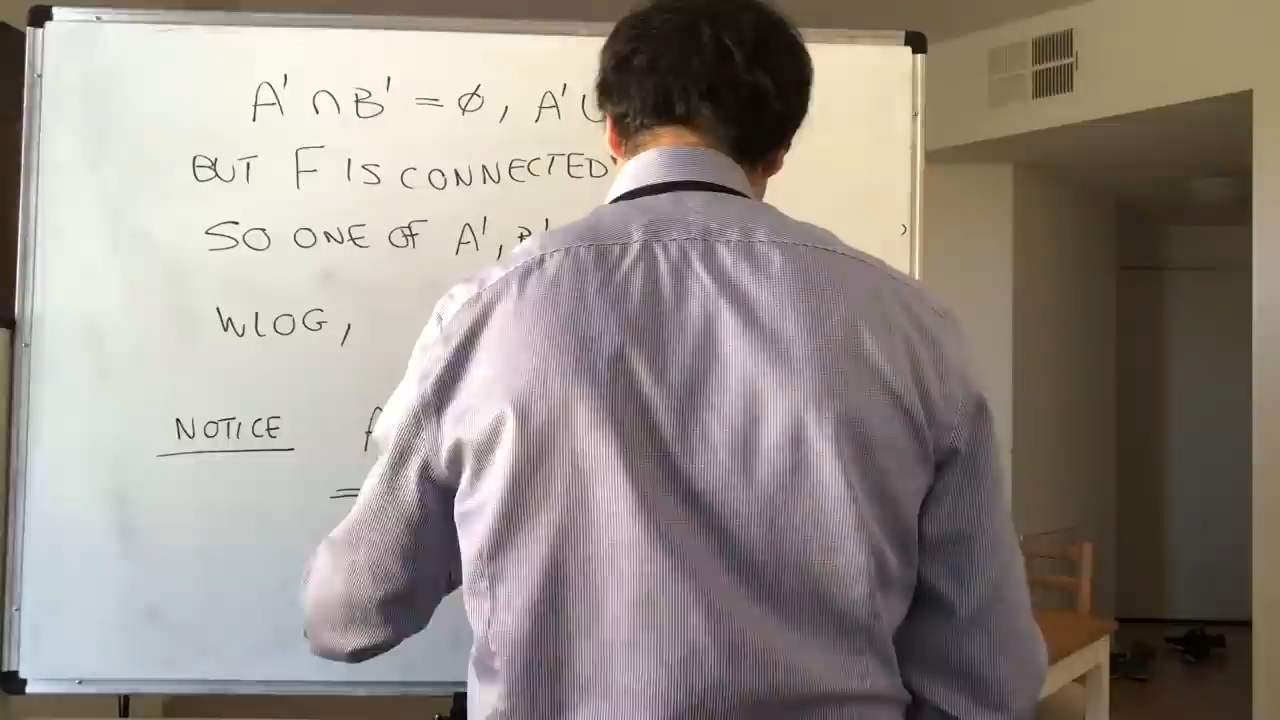 A' ∩ B' = ∅, A' ∪
BUT F IS CONNECTED
SO ONE OF A', B'
WLOG,
NOTICE
=